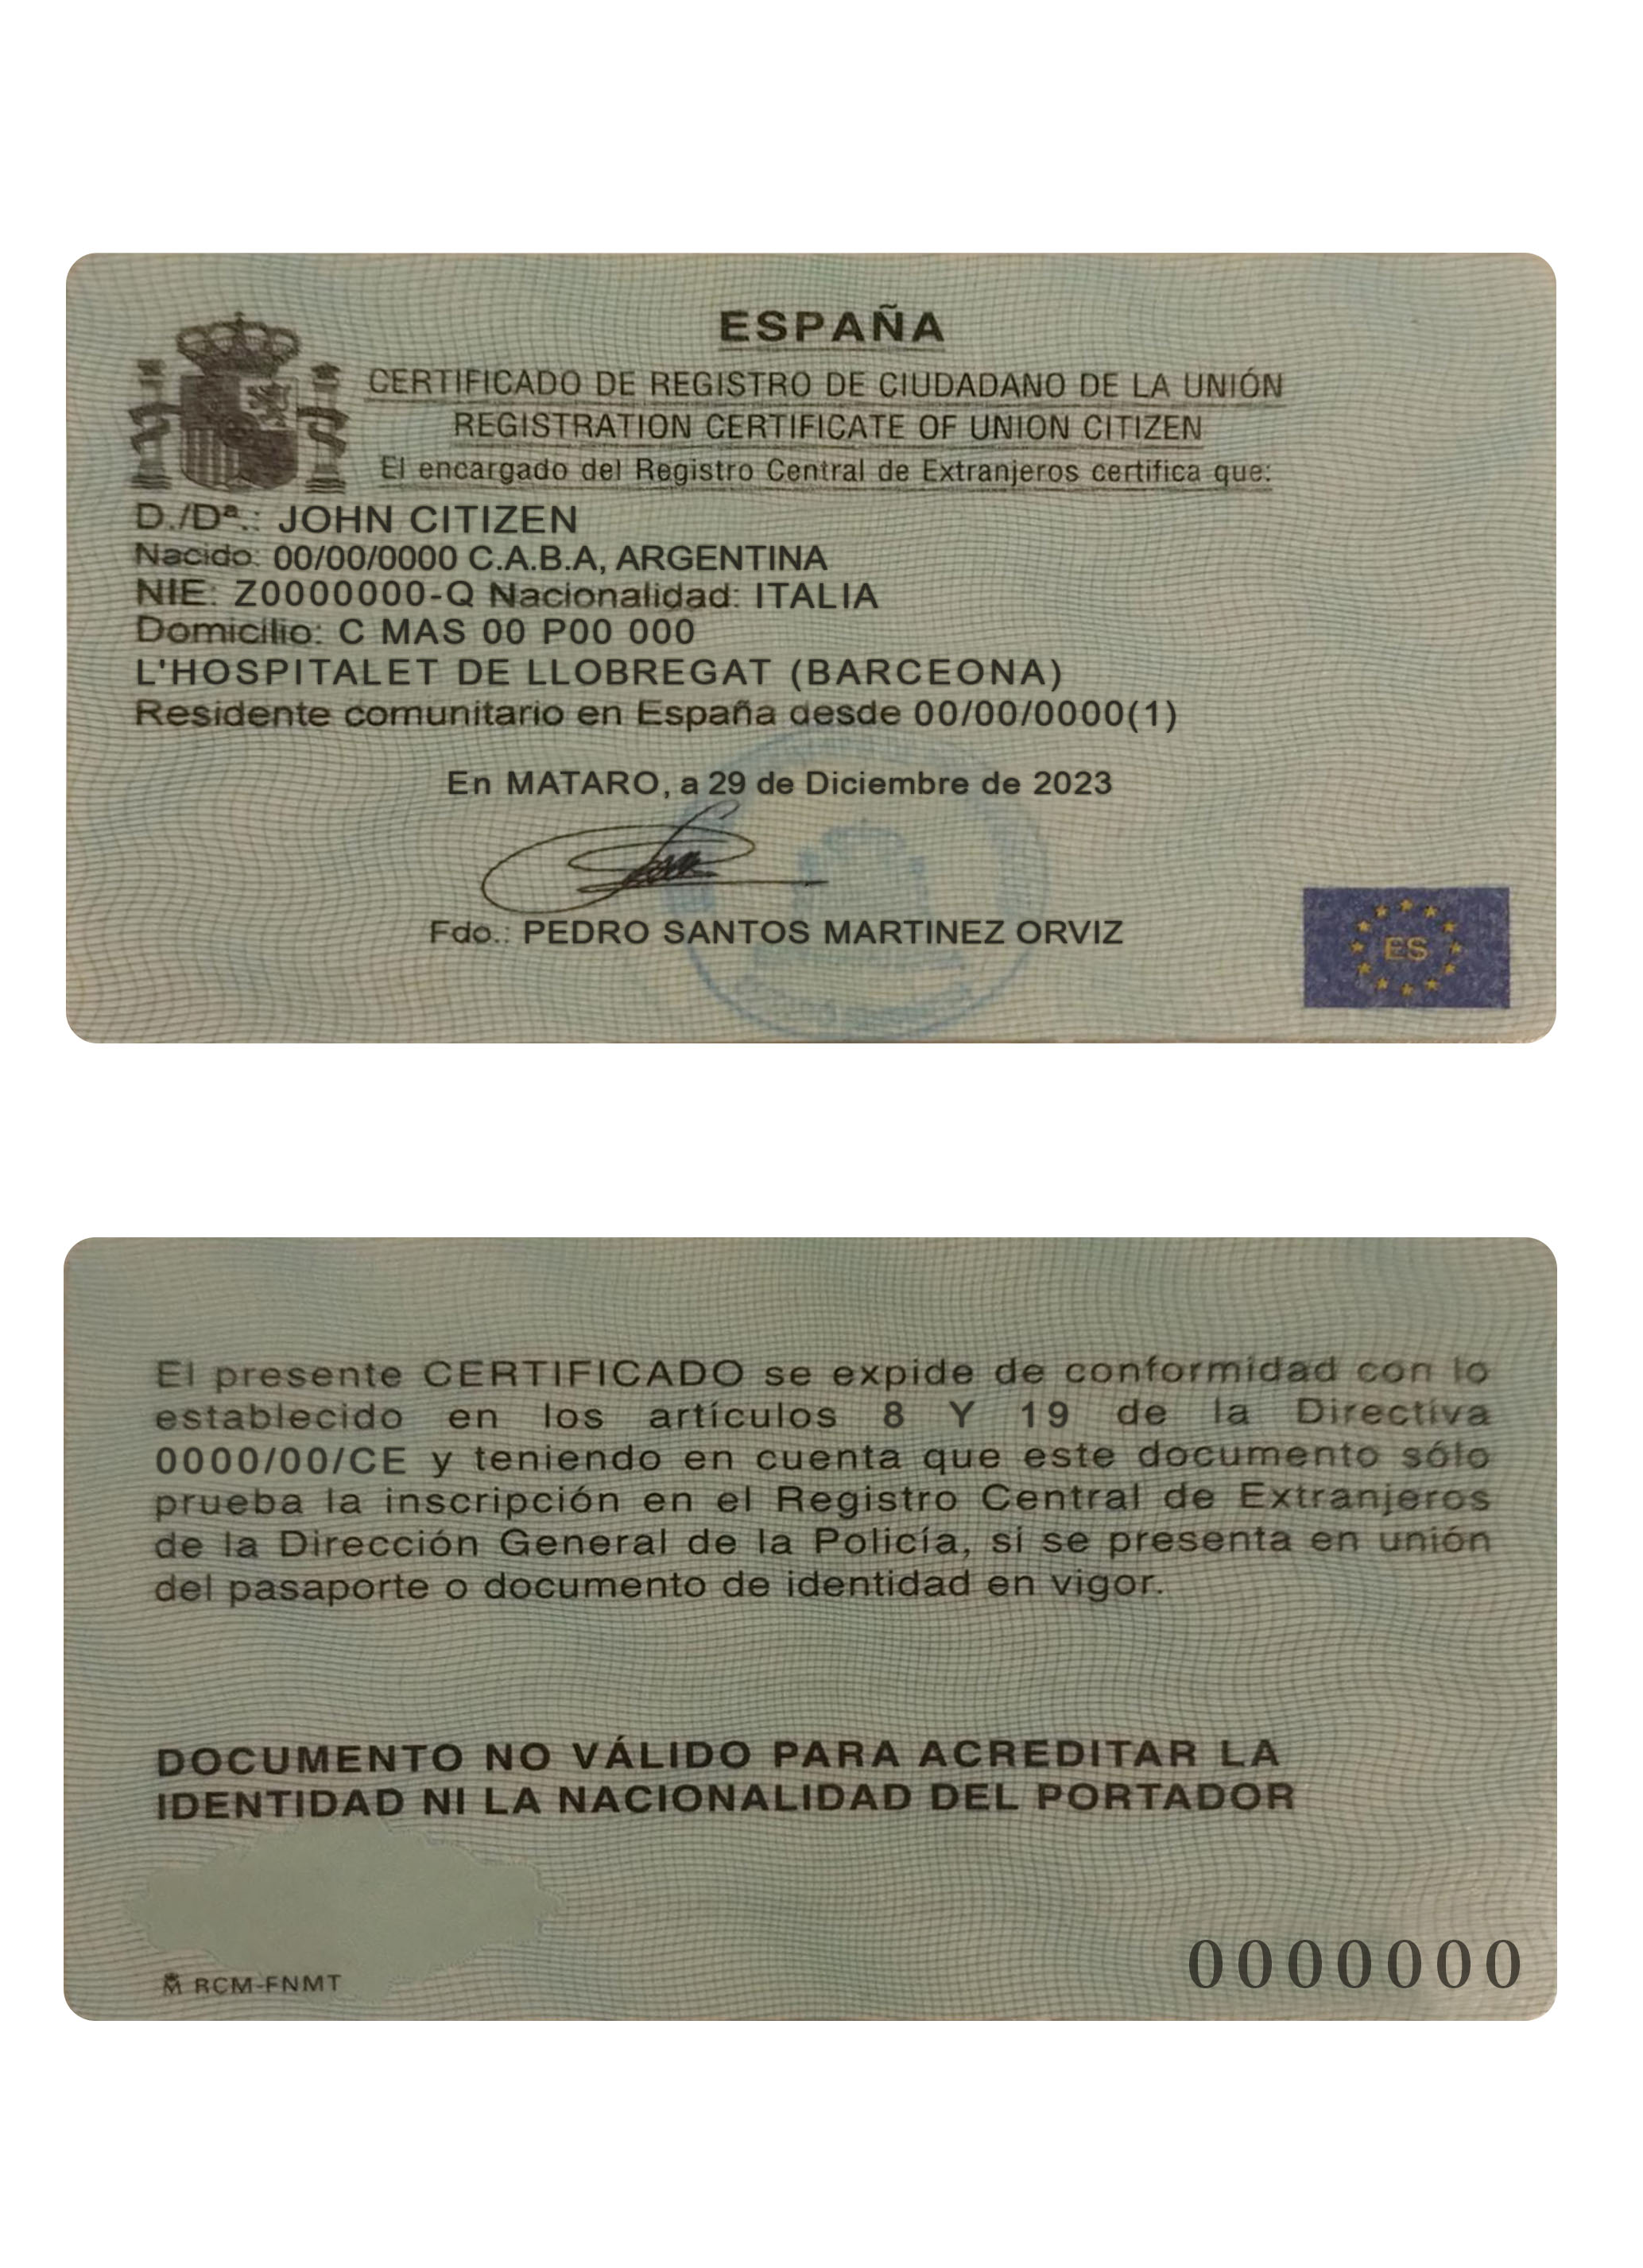 ESPAÑA
CERTIFICADO DE REGISTRO DE CIUDADANO DE LA UNIÓN
REGISTRATION CERTIFICATE OF UNION CITIZEN
El encargado del Registro Central de Extranjeros certifica que:
D./Dª.: JOHN CITIZEN
Nacido: 00/00/0000 C.A.B.A, ARGENTINA
NIE: Z0000000-Q Nacionalidad: ITALIA
Domicilio: C MAS 00 P00 000
L'HOSPITALET DE LLOBREGAT (BARCEONA)
Residente comunitario en España desde 00/00/0000(1)
En MATARO, a 29 de Diciembre de 2023
Fdo.: PEDRO SANTOS MARTINEZ ORVIZ
ES
El presente CERTIFICADO se expide de conformidad con lo
establecido en los artículos 8 Y 19 de la Directiva
0000/00/CE y teniendo en cuenta que este documento sólo
prueba la inscripción en el Registro Central de Extranjeros
de la Dirección General de la Policía, si se presenta en unión
del pasaporte o documento de identidad en vigor.
DOCUMENTO NO VÁLIDO PARA ACREDITAR LA
IDENTIDAD NI LA NACIONALIDAD DEL PORTADOR
RCM-FNMT
0000000